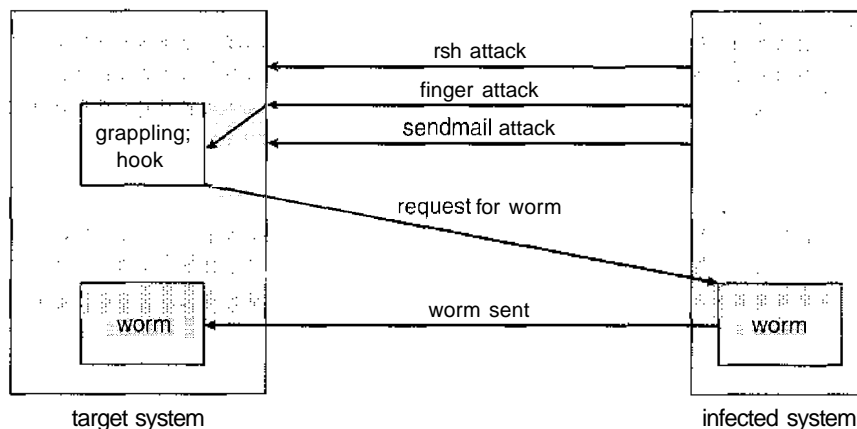 rsh attack
finger attack
sendmail attack
grappling;
hook
request for worm
worm sent
worm
worm
target system
infected system